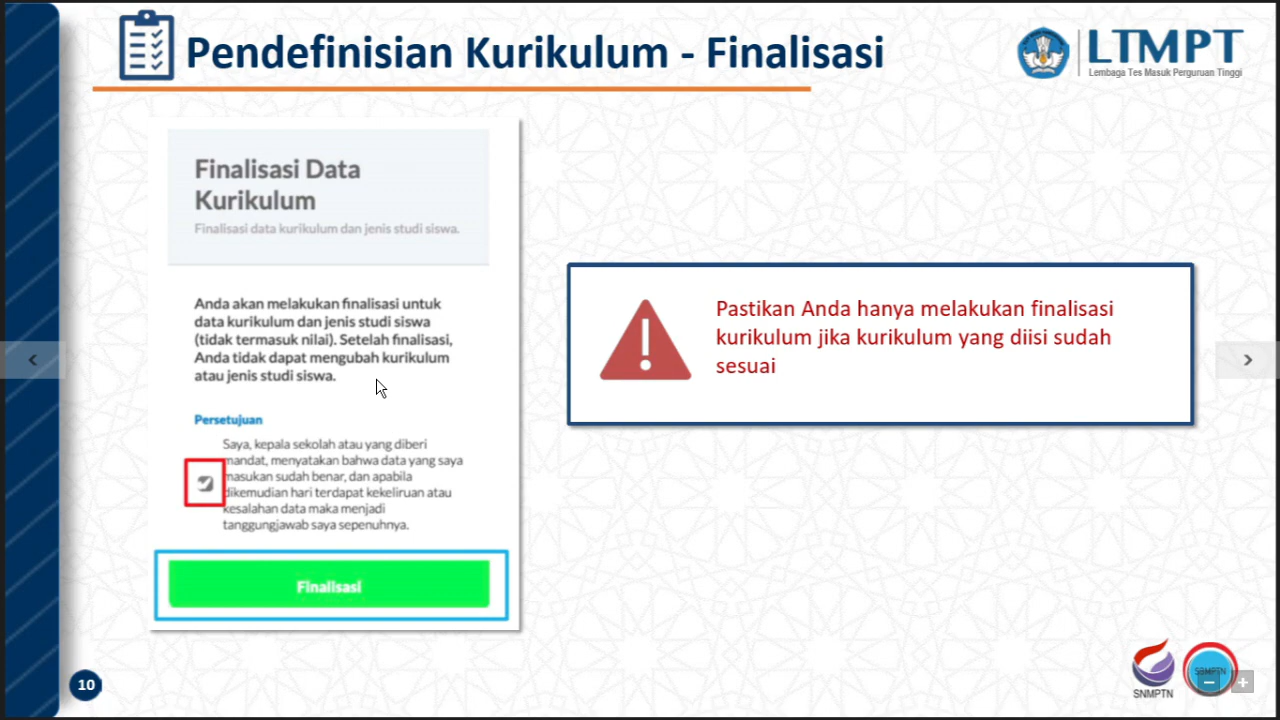 Pendefinisian Kurikulum - Finalisasi
LTMPT
Lembaga Tes Masuk Perguruan Tinggi
Finalisasi Data
Kurikulum
Finalisasi data kurikulum dan jenis studi siswa.
Anda akan melakukan finalisasi untuk
data kurikulum dan jenis studi siswa
(tidak termasuk nilai). Setelah finalisasi,
Anda tidak dapat mengubah kurikulum
atau jenis studi siswa.
Persetujuan
Saya, kepala sekolah atau yang diberi
mandat, menyatakan bahwa data yang saya
masukan sudah benar, dan apabila
dikemudian hari terdapat kekeliruan atau
kesalahan data maka menjadi
tanggungjawab saya sepenuhnya.
Finalisasi
Pastikan Anda hanya melakukan finalisasi
kurikulum jika kurikulum yang diisi sudah
sesuai
10
SNMPTN
SBMPTN